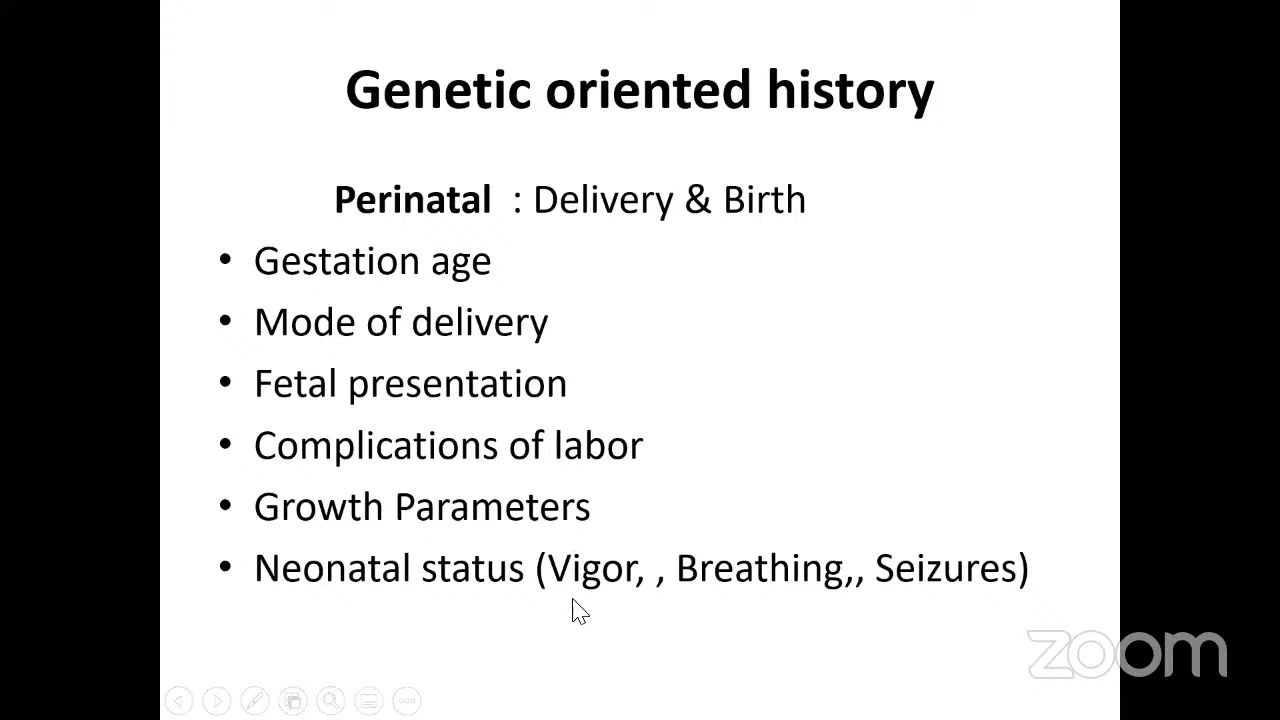 Genetic oriented history
Perinatal : Delivery & Birth
• Gestation age
• Mode of delivery
• Fetal presentation
• Complications of labor
• Growth Parameters
• Neonatal status (Vigor, , Breathing,, Seizures)
zoom